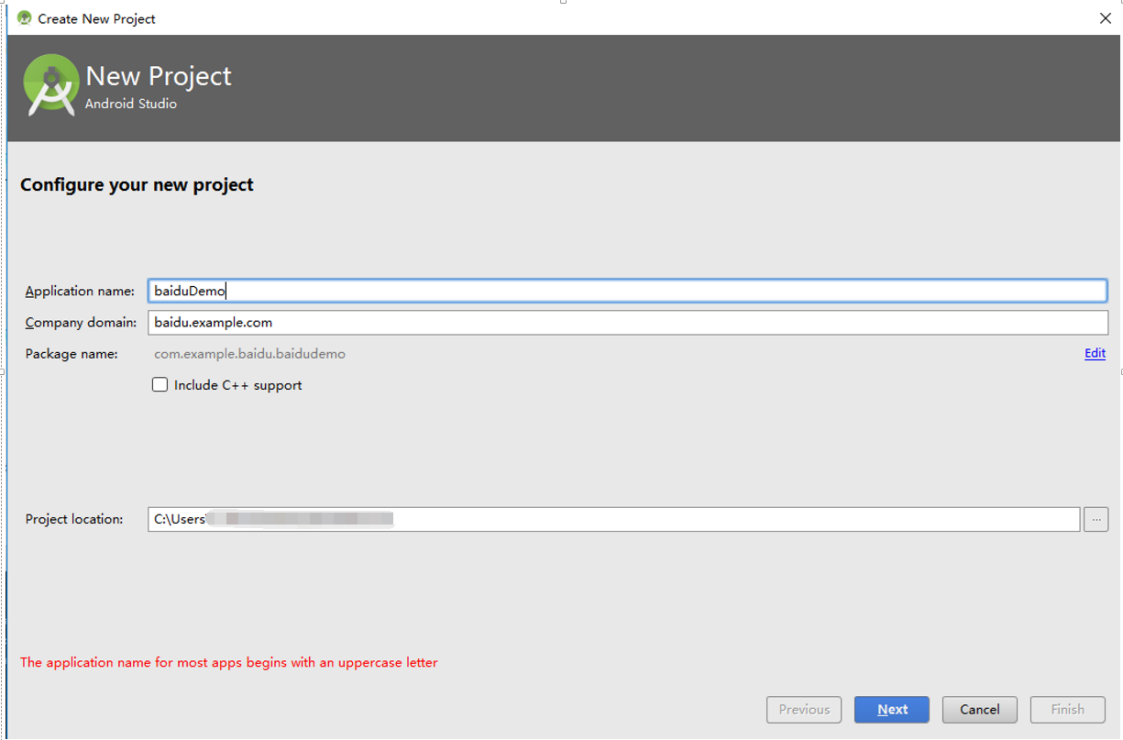 Create New Project
New Project
Android Studio
Configure your new project
Application name: baiduDemo
Company domain: baidu.example.com
Package name: com.example.baidu.baidudemo Edit
Include C++ support
Project location: C:\Users ...
The application name for most apps begins with an uppercase letter
Previous Next Cancel Finish